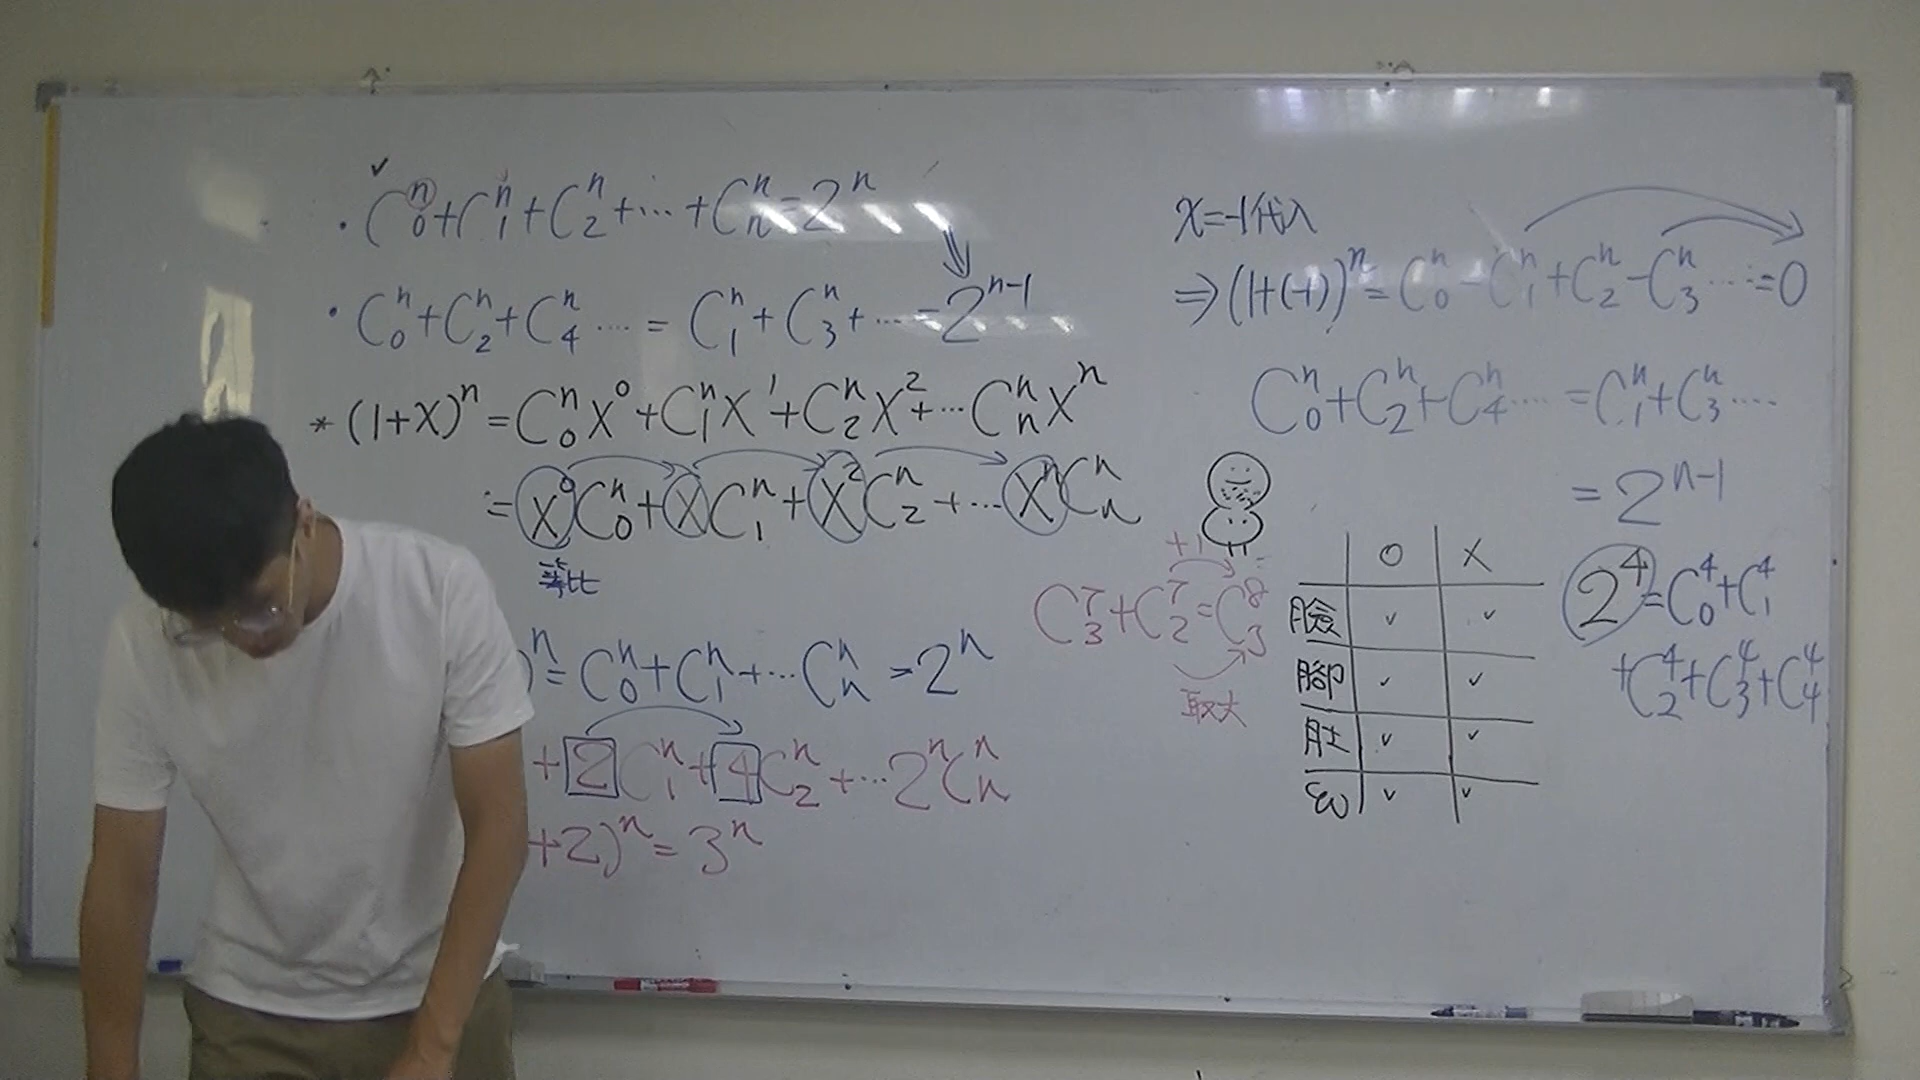 C₀ⁿ+C₁ⁿ+C₂ⁿ+⋯+Cₙⁿ=2ⁿ
C₀ⁿ+C₂ⁿ+C₄ⁿ⋯⋯=C₁ⁿ+C₃ⁿ+⋯=2ⁿ⁻¹
*(1+X)ⁿ=C₀ⁿX⁰+C₁ⁿX¹+C₂ⁿX²+⋯CₙⁿXⁿ
=X⁰C₀ⁿ+XC₁ⁿ+X²C₂ⁿ+⋯XⁿCₙⁿ
等比
)ⁿ=C₀ⁿ+C₁ⁿ+⋯Cₙⁿ=2ⁿ
+2C₁ⁿ+4C₂ⁿ+⋯2ⁿCₙⁿ
+2)ⁿ=3ⁿ
x=-1代入
⇒(1+(-1))ⁿ=C₀ⁿ-C₁ⁿ+C₂ⁿ-C₃ⁿ⋯=0
C₀ⁿ+C₂ⁿ+C₄ⁿ⋯⋯=C₁ⁿ+C₃ⁿ⋯⋯
=2ⁿ⁻¹
+1
C₃⁷+C₂⁷=C₃⁸
取大
O X
臉 ✓ ✓
腳 ✓ ✓
肚 ✓ ✓
✓ ✓
2⁴=C₀⁴+C₁⁴
+C₂⁴+C₃⁴+C₄⁴